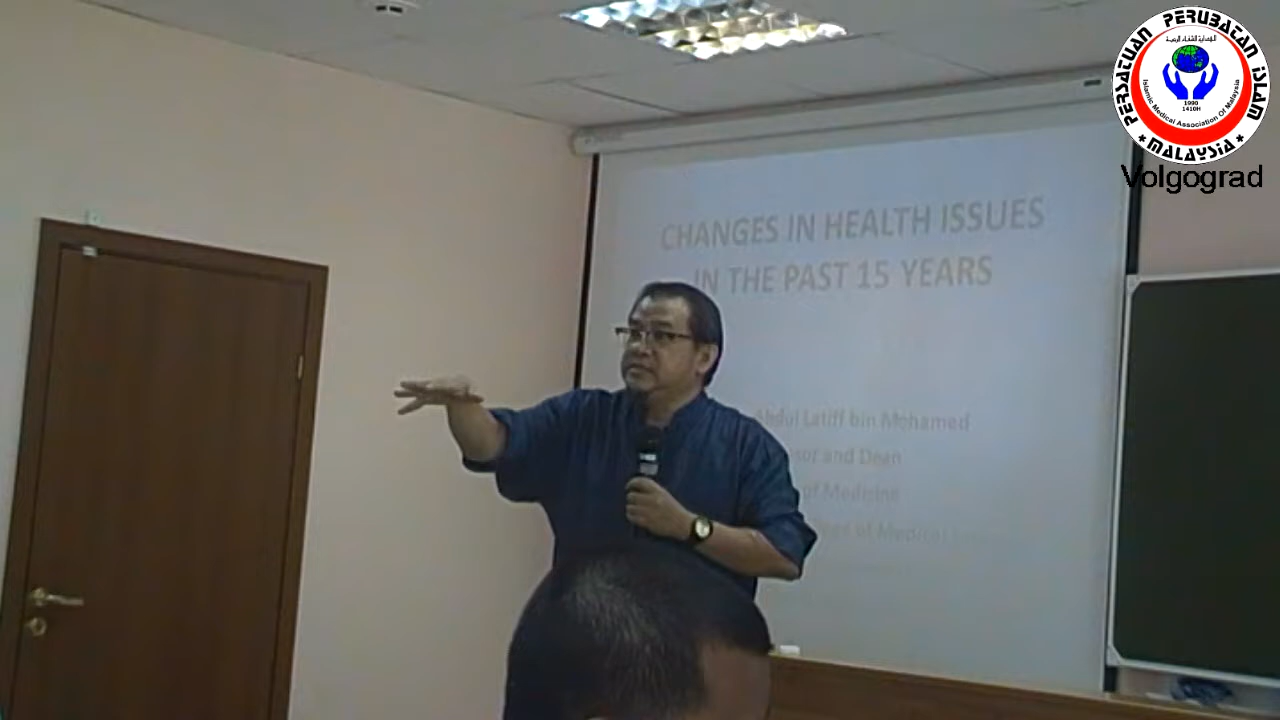 PERSATUAN PERUBATAN ISLAM
Islamic Medical Association Of Malaysia
1990
1410H
★ MALAYSIA ★
Volgograd
CHANGES IN HEALTH ISSUES
IN THE PAST 15 YEARS
Abdul Latiff bin Mohamed
and Dean
of Medicine